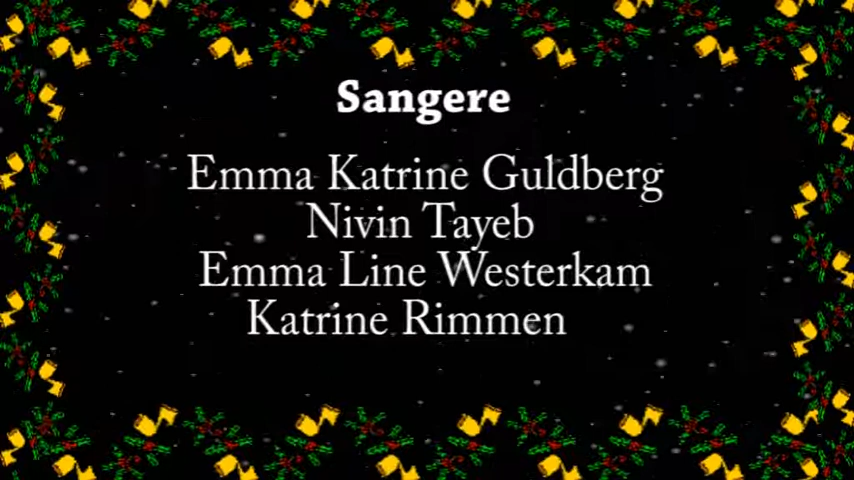 Sangere
Emma Katrine Guldberg
Nivin Tayeb
Emma Line Westerkam
Katrine Rimmen